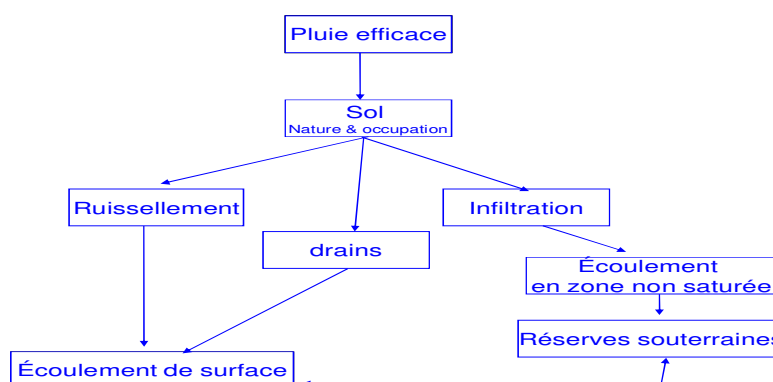 Pluie efficace
Sol
Nature & occupation
Ruissellement
Infiltration
drains
Écoulement
en zone non saturée
Réserves souterraines
Écoulement de surface